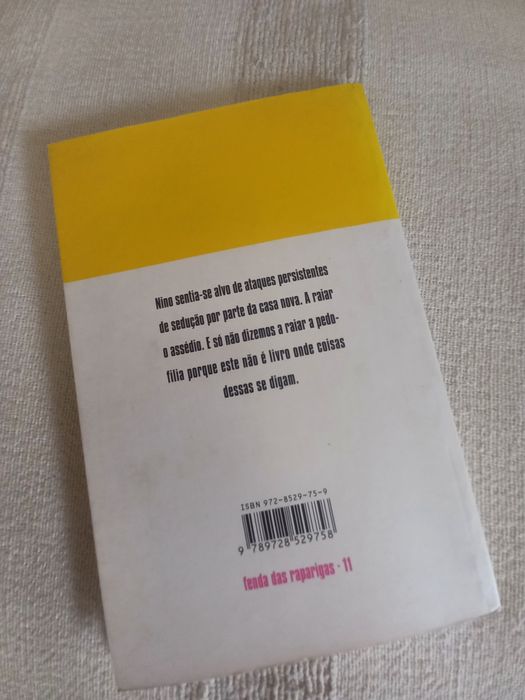 Nino sentia-se alvo de ataques persistentes
de sedução por parte da casa nova. A raiar
o assédio. E só não dizemos a raiar a pedo-
filia porque este não é livro onde coisas
dessas se digam.
ISBN 972-8529-75-9
9 789728 529758
fenda das raparigas · 11